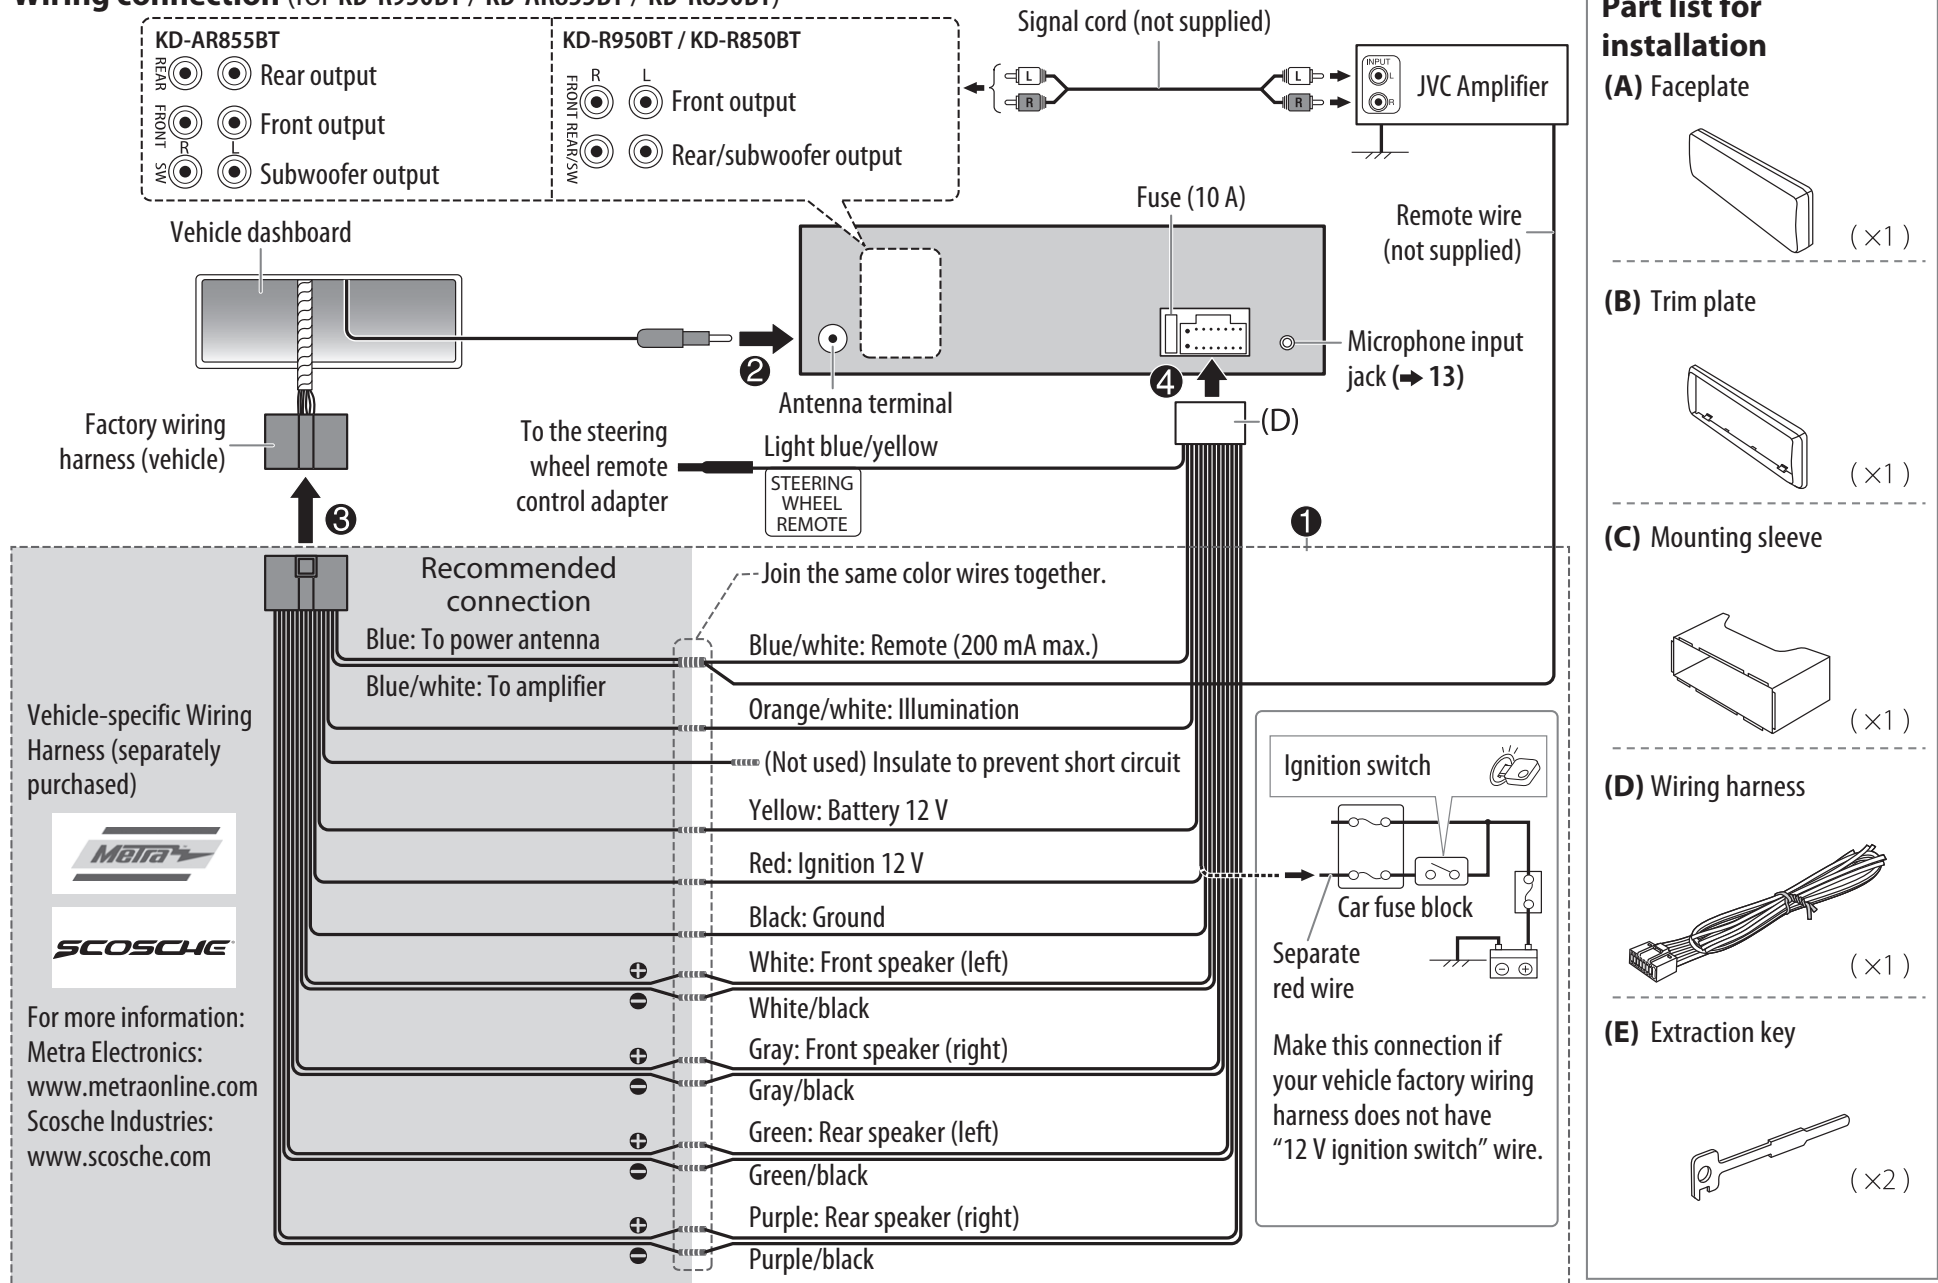 Wiring connection (for KD-R950BT / KD-AR855BT / KD-R850BT)
KD-AR855BT
REAR
Rear output
FRONT
Front output
R L
SW
Subwoofer output
KD-R950BT / KD-R850BT
R L
FRONT
Front output
REAR/SW
Rear/subwoofer output
Signal cord (not supplied)
L
R
L
R
INPUT
L
R
JVC Amplifier
Remote wire
(not supplied)
Fuse (10 A)
Vehicle dashboard
2
Antenna terminal
4
Microphone input
jack (➜ 13)
(D)
Factory wiring
harness (vehicle)
3
To the steering
wheel remote
control adapter
Light blue/yellow
STEERING
WHEEL
REMOTE
1
Recommended
connection
Join the same color wires together.
Blue: To power antenna
Blue/white: To amplifier
Blue/white: Remote (200 mA max.)
Orange/white: Illumination
(Not used) Insulate to prevent short circuit
Yellow: Battery 12 V
Red: Ignition 12 V
Black: Ground
⊕ White: Front speaker (left)
⊖ White/black
⊕ Gray: Front speaker (right)
⊖ Gray/black
⊕ Green: Rear speaker (left)
⊖ Green/black
⊕ Purple: Rear speaker (right)
⊖ Purple/black
Vehicle-specific Wiring
Harness (separately
purchased)
Metra
SCOSCHE
For more information:
Metra Electronics:
www.metraonline.com
Scosche Industries:
www.scosche.com
Ignition switch
Car fuse block
Separate
red wire
⊖ ⊕
Make this connection if
your vehicle factory wiring
harness does not have
“12 V ignition switch” wire.
Part list for
installation
(A) Faceplate
(×1)
(B) Trim plate
(×1)
(C) Mounting sleeve
(×1)
(D) Wiring harness
(×1)
(E) Extraction key
(×2)